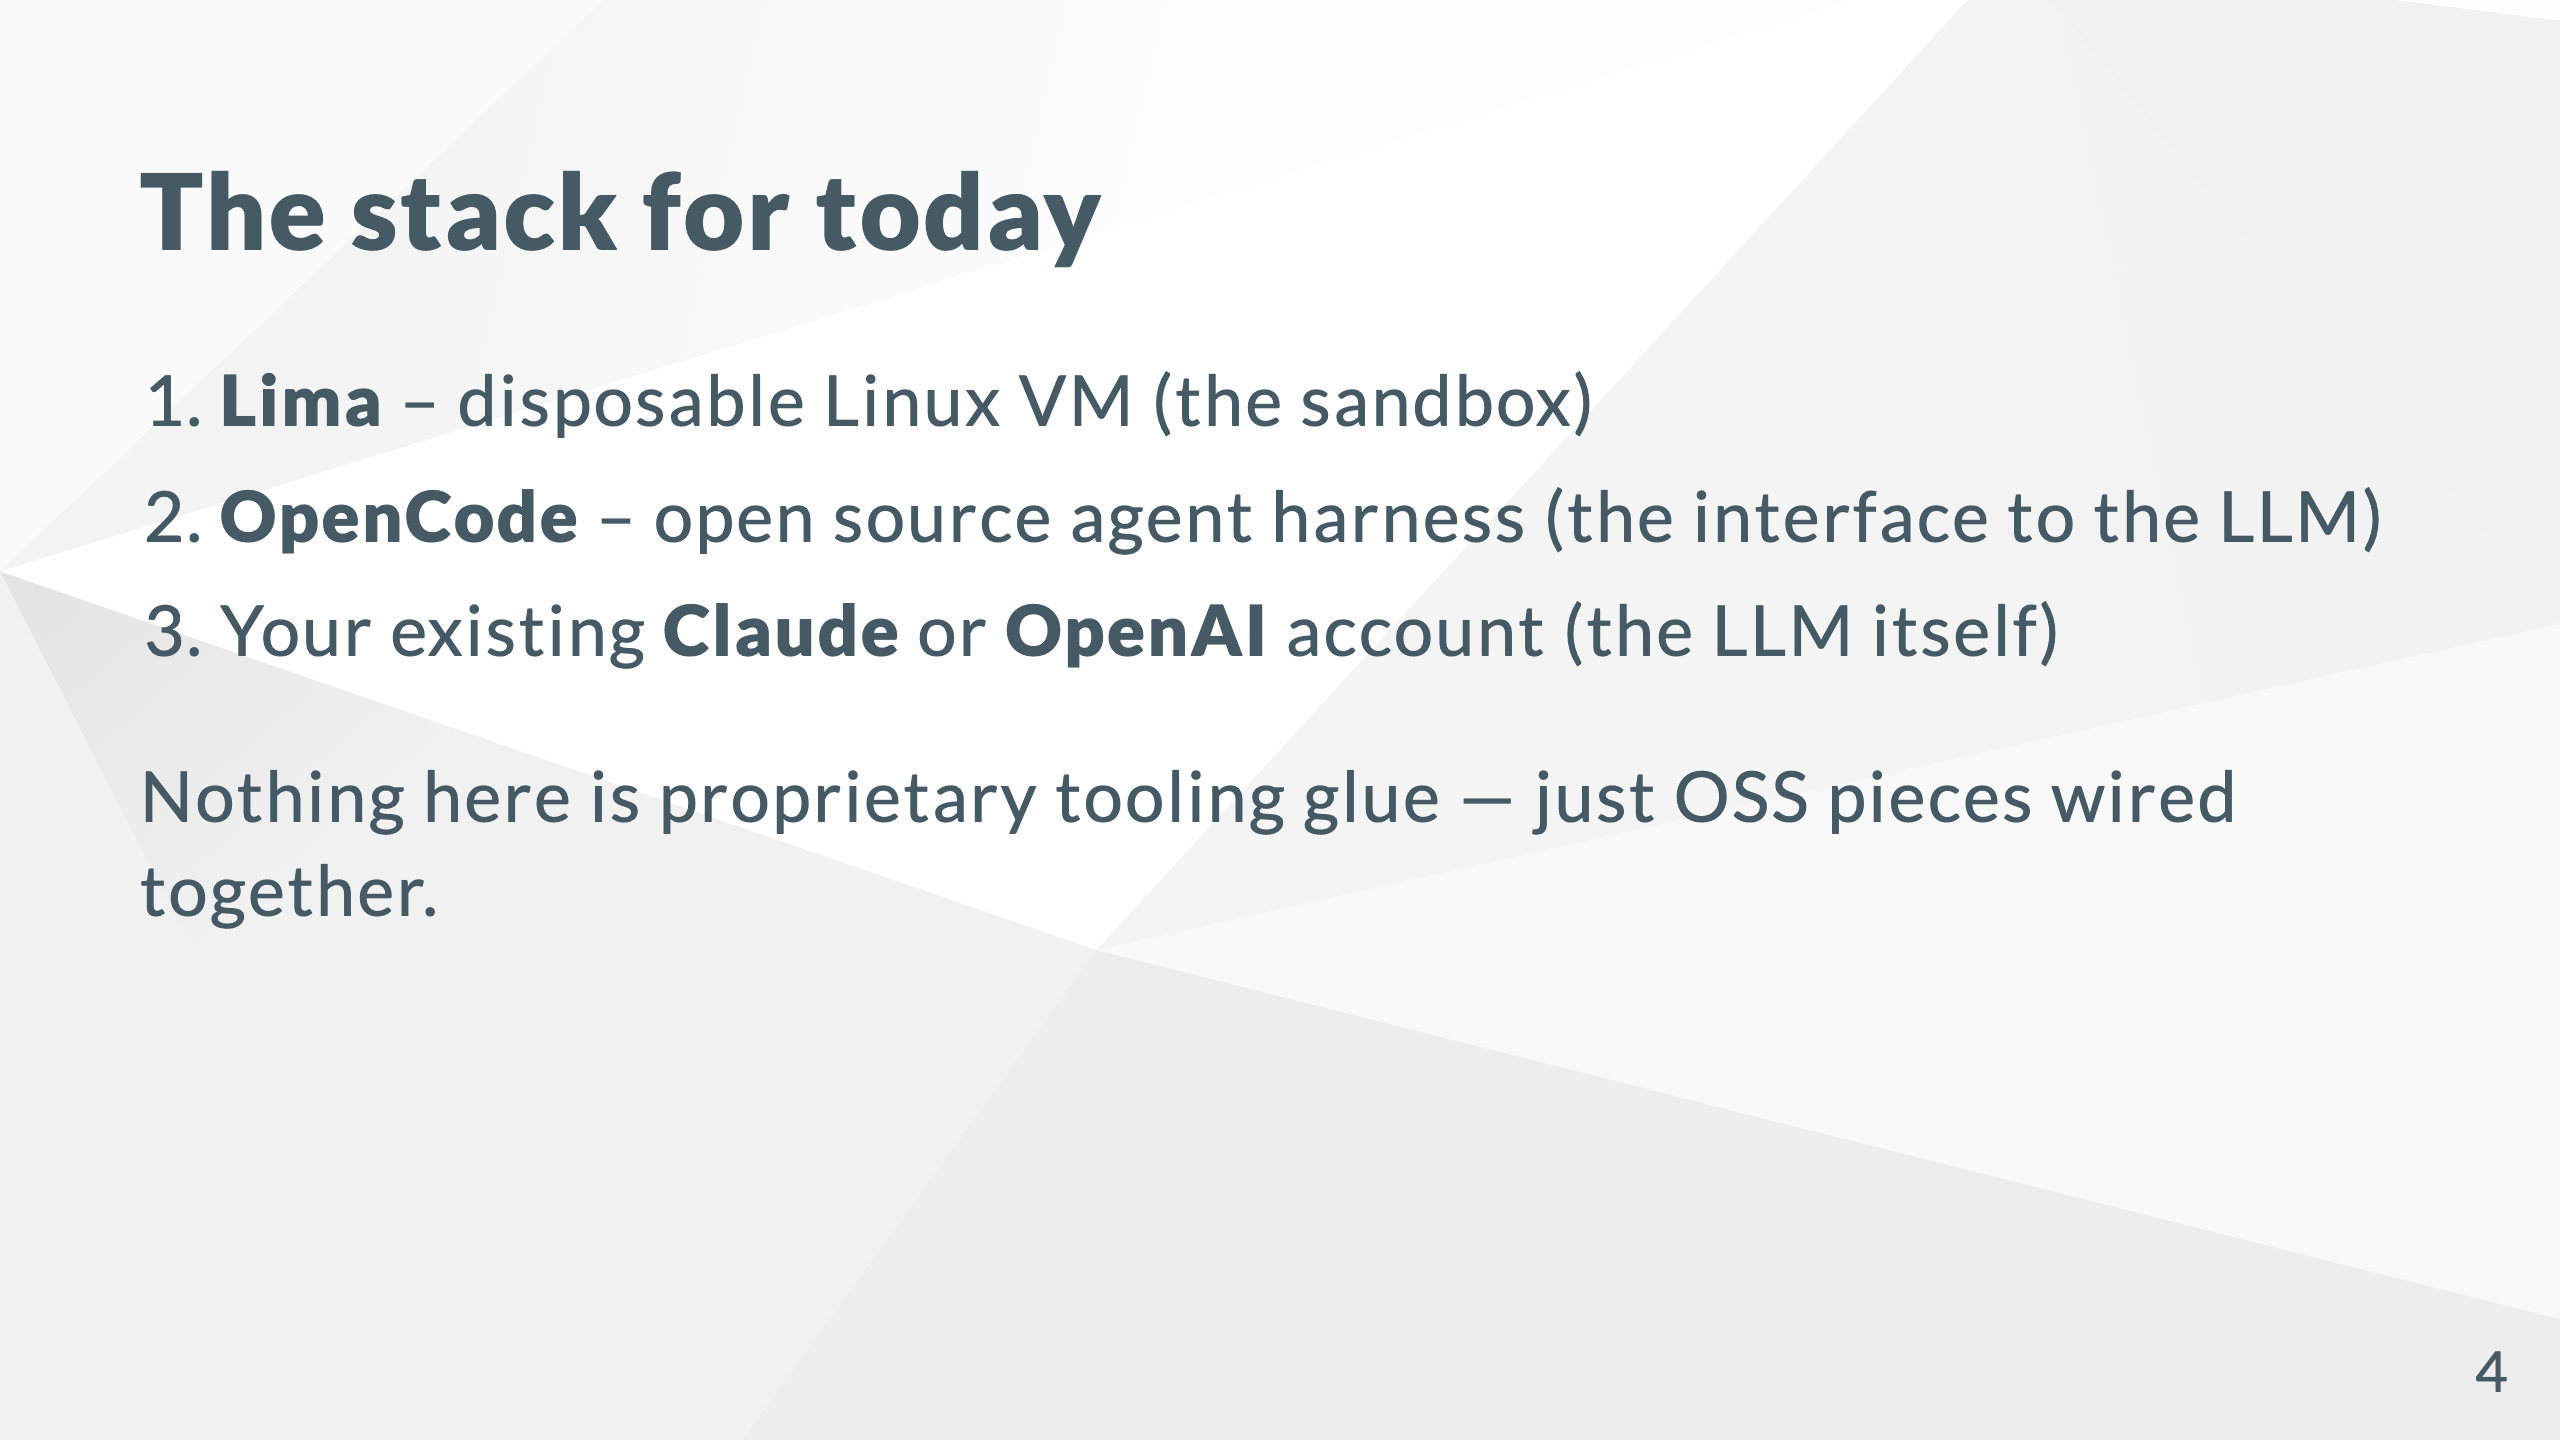 The stack for today
1. Lima – disposable Linux VM (the sandbox)
2. OpenCode – open source agent harness (the interface to the LLM)
3. Your existing Claude or OpenAI account (the LLM itself)
Nothing here is proprietary tooling glue — just OSS pieces wired
together.
4